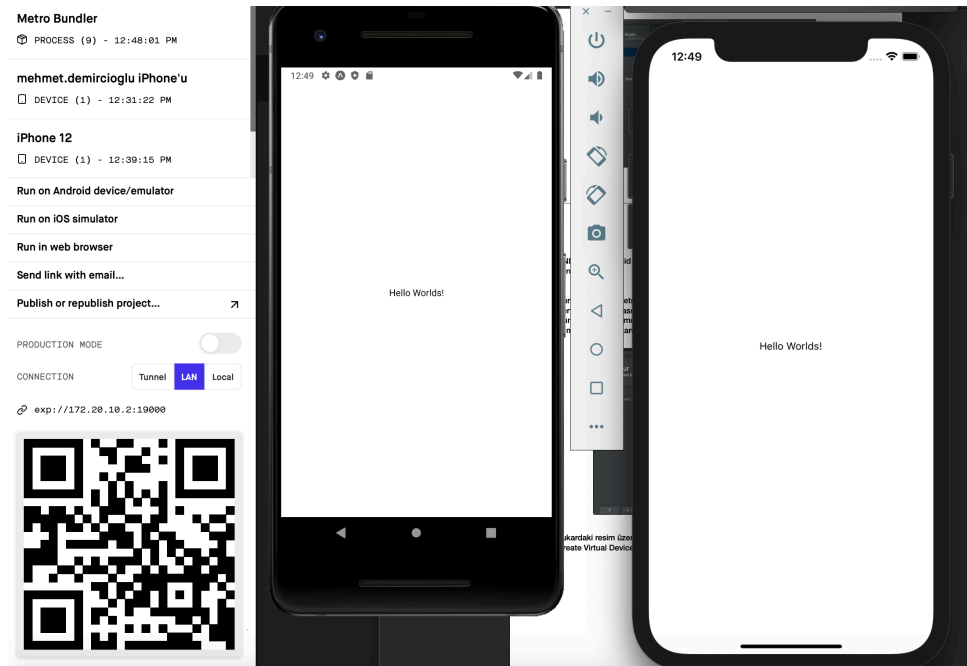 Metro Bundler
PROCESS (9) - 12:48:01 PM
mehmet.demircioglu iPhone'u
DEVICE (1) - 12:31:22 PM
iPhone 12
DEVICE (1) - 12:39:15 PM
Run on Android device/emulator
Run on iOS simulator
Run in web browser
Send link with email...
Publish or republish project...
PRODUCTION MODE
CONNECTION
Tunnel
LAN
Local
exp://172.20.10.2:19000
12:49
Hello Worlds!
ukardaki resim üzer
reate Virtual Device
12:49
Hello Worlds!